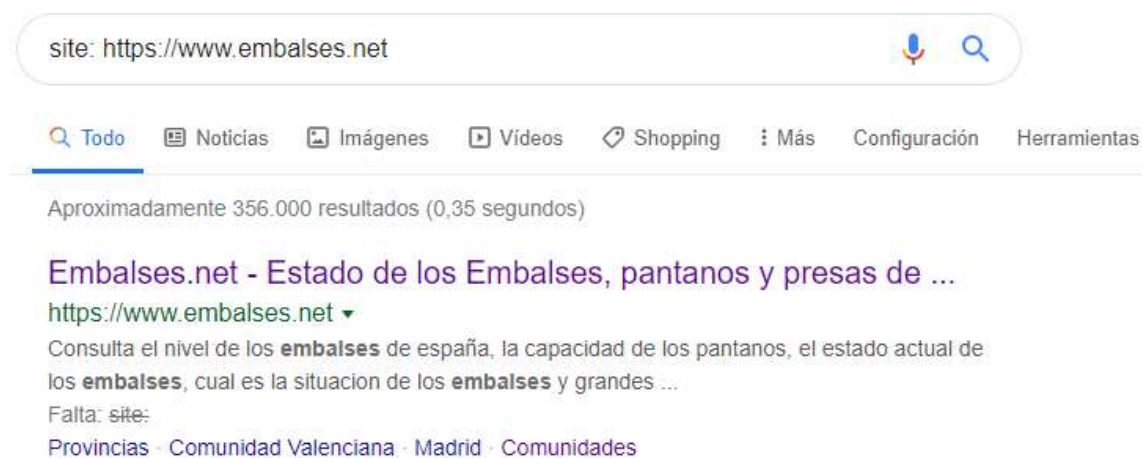 site: https://www.embalses.net
Todo Noticias Imágenes Vídeos Shopping Más Configuración Herramientas
Aproximadamente 356.000 resultados (0,35 segundos)
Embalses.net - Estado de los Embalses, pantanos y presas de ...
https://www.embalses.net
Consulta el nivel de los embalses de españa, la capacidad de los pantanos, el estado actual de
los embalses, cual es la situacion de los embalses y grandes ...
Falta: site:
Provincias · Comunidad Valenciana · Madrid · Comunidades